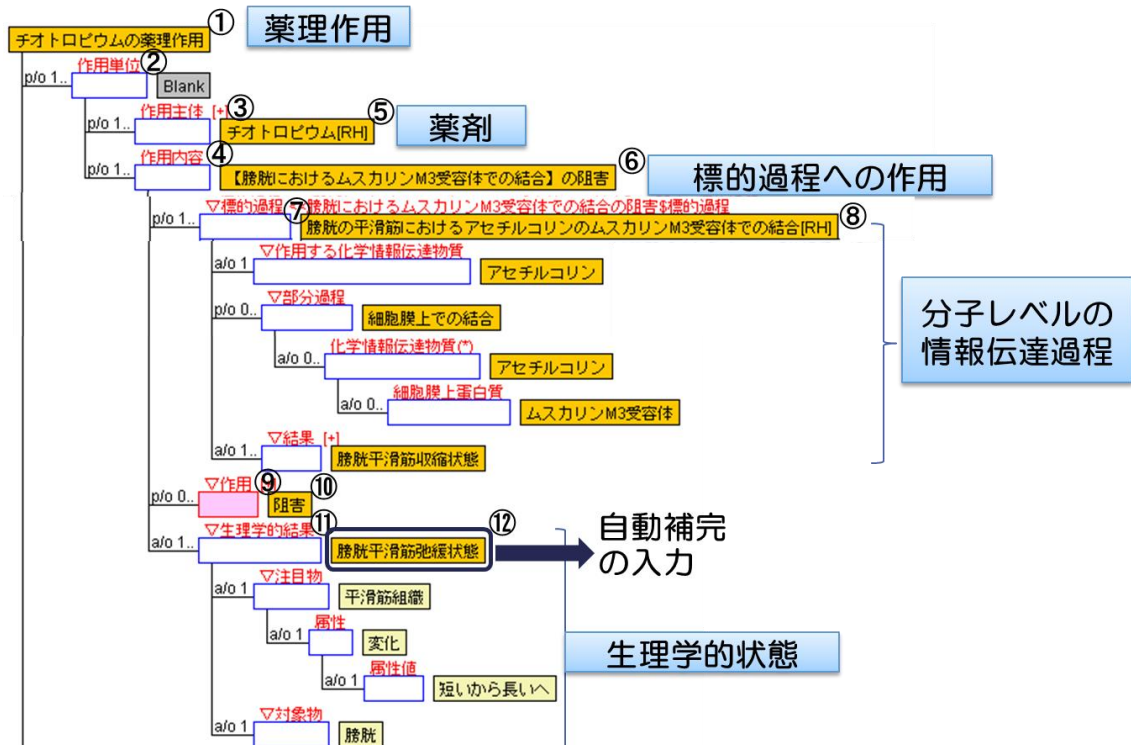 ①
薬理作用
チオトロピウムの薬理作用
作用単位 ②
p/o 1..
Blank
作用主体 [+] ③ ⑤
p/o 1..
チオトロピウム[RH]
薬剤
作用内容 ④
p/o 1..
【膀胱におけるムスカリンM3受容体での結合】の阻害
⑥
標的過程への作用
▽標的過程 膀胱におけるムスカリンM3受容体での結合の阻害$標的過程
p/o 1..
⑦
膀胱の平滑筋におけるアセチルコリンのムスカリンM3受容体での結合[RH]
⑧
▽作用する化学情報伝達物質
a/o 1
アセチルコリン
▽部分過程
p/o 0..
細胞膜上での結合
化学情報伝達物質(*)
a/o 0..
アセチルコリン
細胞膜上蛋白質
a/o 0..
ムスカリンM3受容体
▽結果 [+]
a/o 1..
膀胱平滑筋収縮状態
分子レベルの
情報伝達過程
▽作用 ⑨ ⑩
p/o 0..
阻害
▽生理学的結果 ⑪ ⑫
a/o 1..
膀胱平滑筋弛緩状態
自動補完
の入力
▽注目物
a/o 1
平滑筋組織
属性
a/o 1
変化
属性値
a/o 1
短いから長いへ
生理学的状態
▽対象物
a/o 1
膀胱